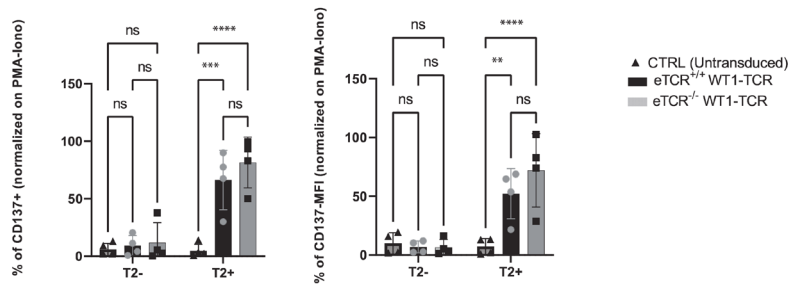 % of CD137+ (normalized on PMA-Iono)
150
100
50
0
ns
ns
ns
****
***
ns
T2-
T2+
% of CD137-MFI (normalized on PMA-Iono)
150
100
50
0
ns
ns
ns
****
**
ns
T2-
T2+
CTRL (Untransduced)
eTCR+/+ WT1-TCR
eTCR-/- WT1-TCR